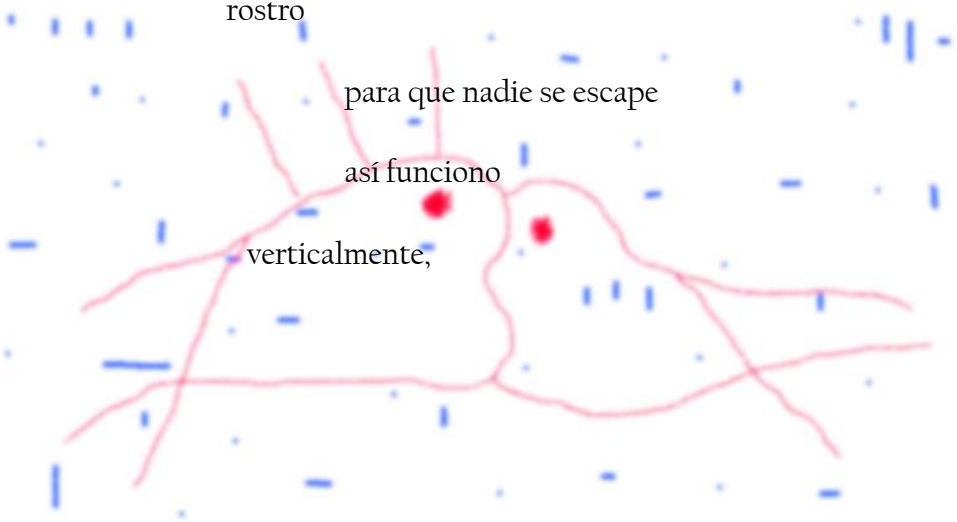 rostro
para que nadie se escape
así funciono
verticalmente,